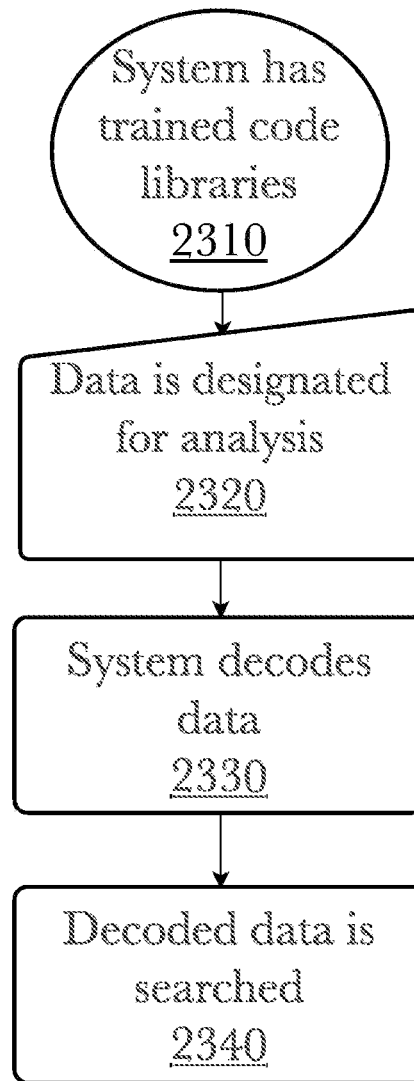 System has
trained code
libraries
2310
Data is designated
for analysis
2320
System decodes
data
2330
Decoded data is
searched
2340